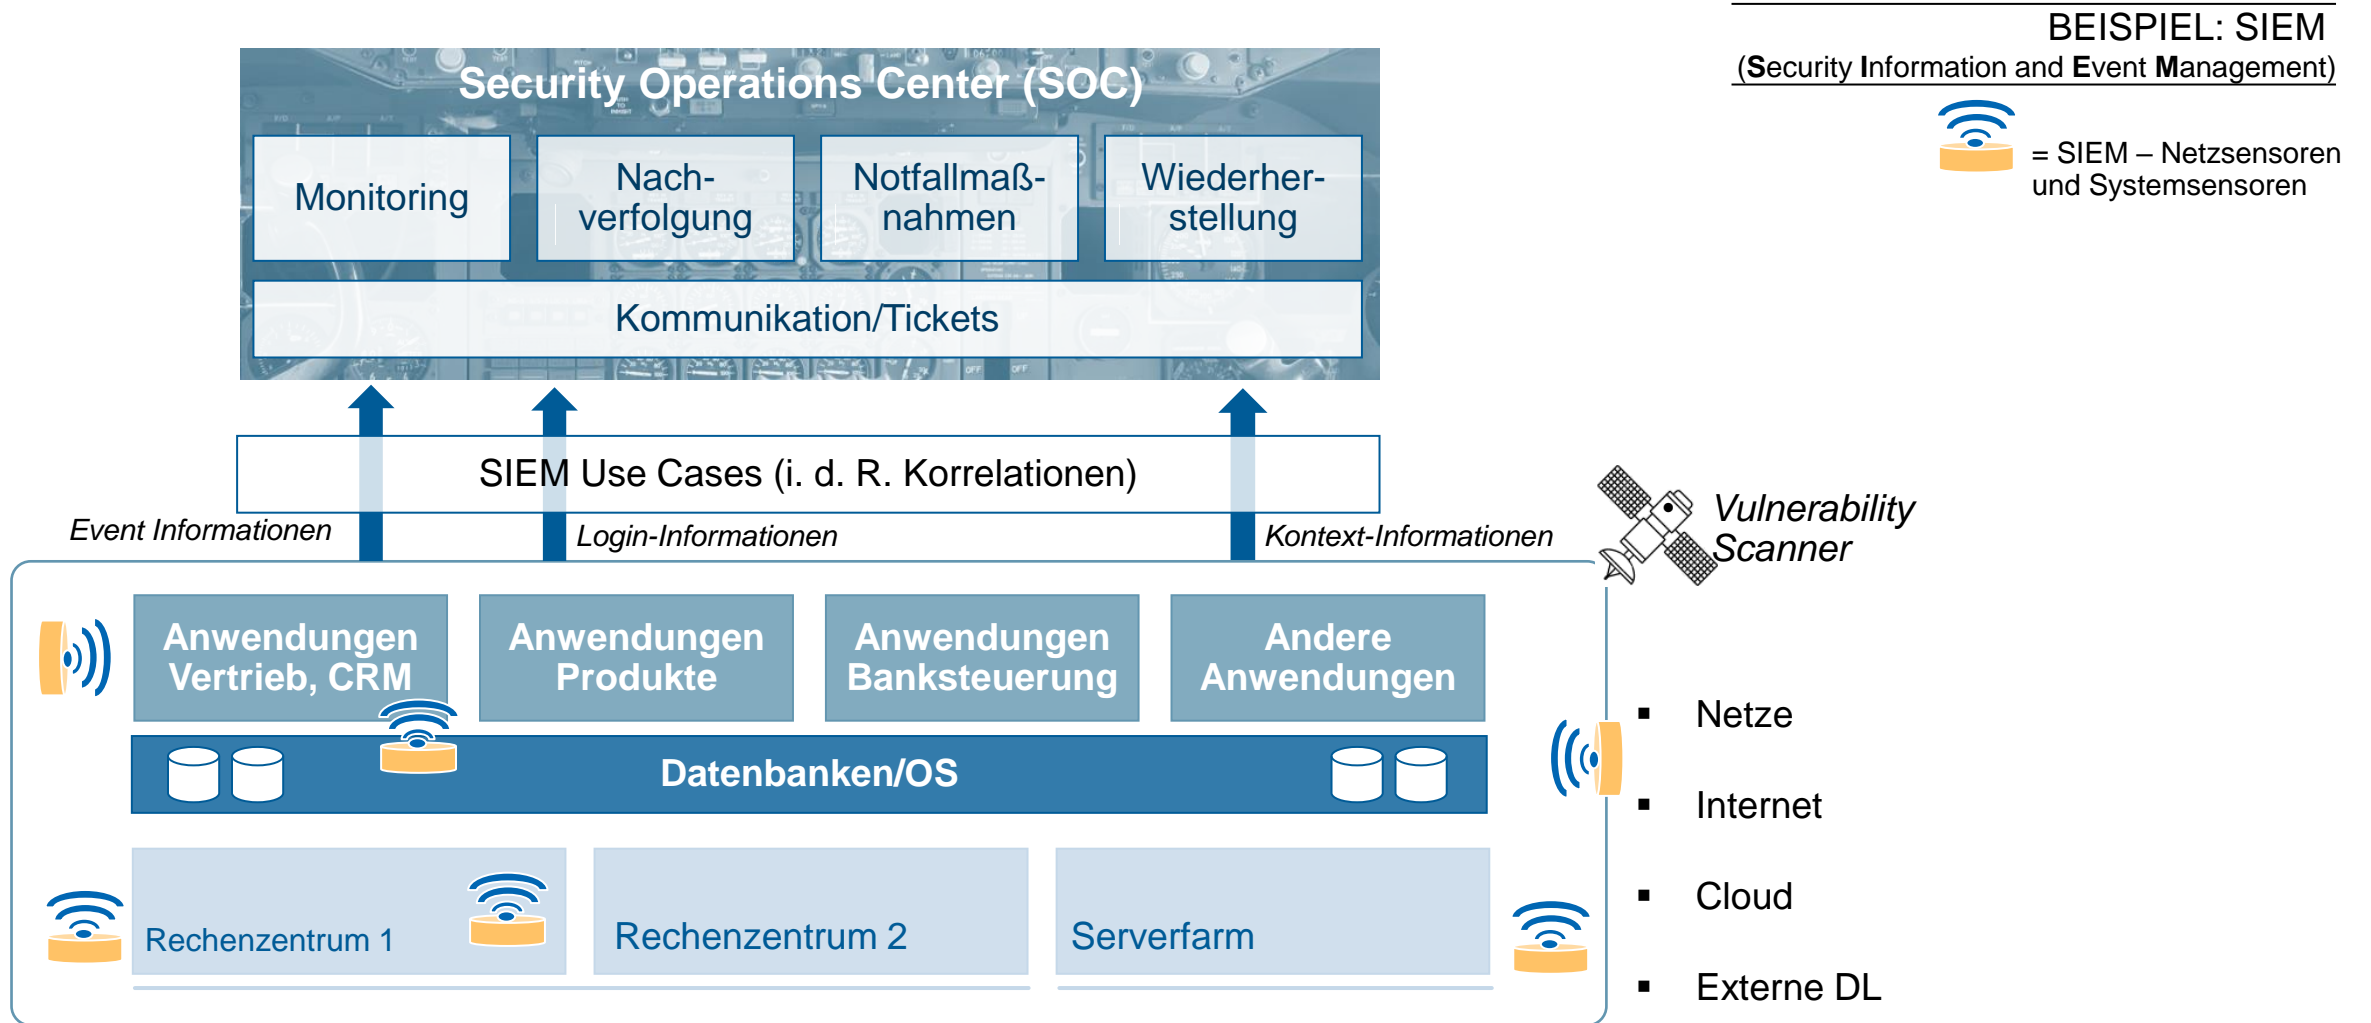 BEISPIEL: SIEM
(Security Information and Event Management)
= SIEM – Netzsensoren
und Systemsensoren
Security Operations Center (SOC)
Monitoring
Nach-
verfolgung
Notfallmaß-
nahmen
Wiederher-
stellung
Kommunikation/Tickets
OFF OFF
SIEM Use Cases (i. d. R. Korrelationen)
Event Informationen
Login-Informationen
Kontext-Informationen
Vulnerability
Scanner
Anwendungen
Vertrieb, CRM
Anwendungen
Produkte
Anwendungen
Banksteuerung
Andere
Anwendungen
Datenbanken/OS
Rechenzentrum 1
Rechenzentrum 2
Serverfarm
▪ Netze
▪ Internet
▪ Cloud
▪ Externe DL